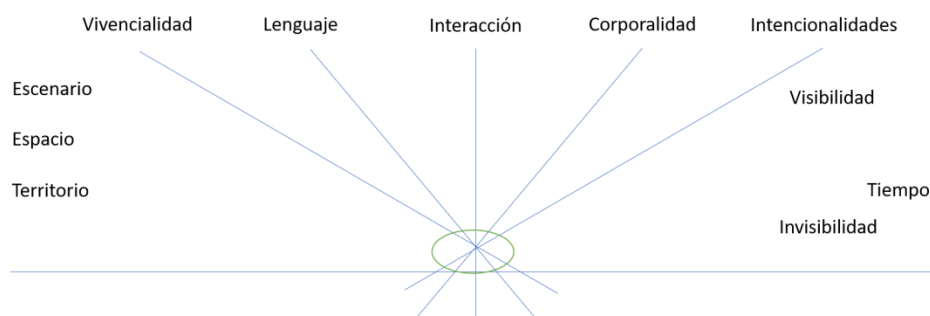 Vivencialidad Lenguaje Interacción Corporalidad Intencionalidades
Escenario
Visibilidad
Espacio
Territorio
Tiempo
Invisibilidad